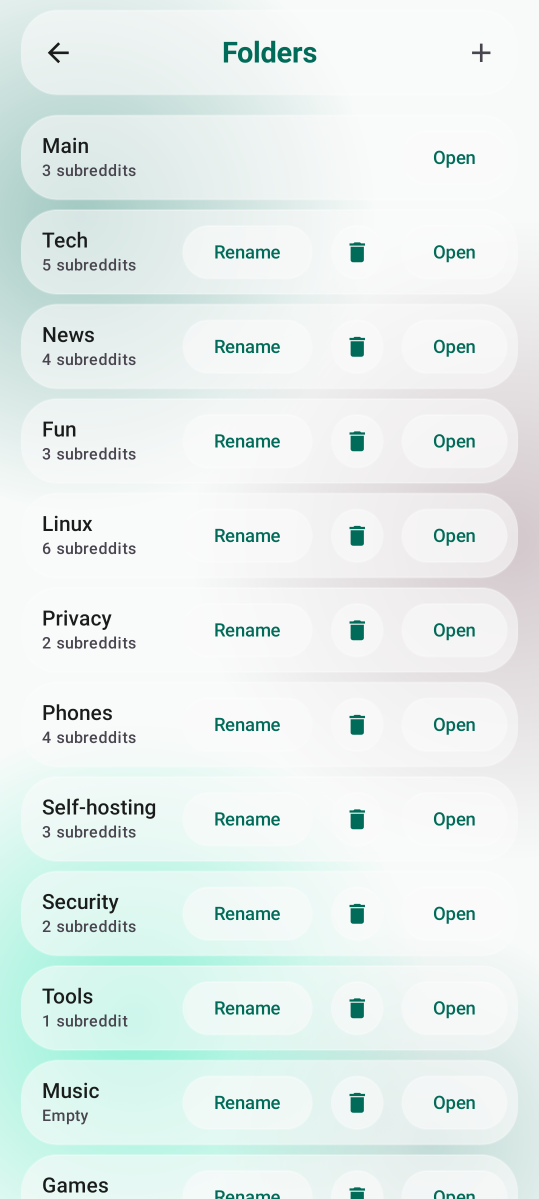 Folders
Main
3 subreddits
Open
Tech
5 subreddits
Rename
Open
News
4 subreddits
Rename
Open
Fun
3 subreddits
Rename
Open
Linux
6 subreddits
Rename
Open
Privacy
2 subreddits
Rename
Open
Phones
4 subreddits
Rename
Open
Self-hosting
3 subreddits
Rename
Open
Security
2 subreddits
Rename
Open
Tools
1 subreddit
Rename
Open
Music
Empty
Rename
Open
Games
Rename
Open